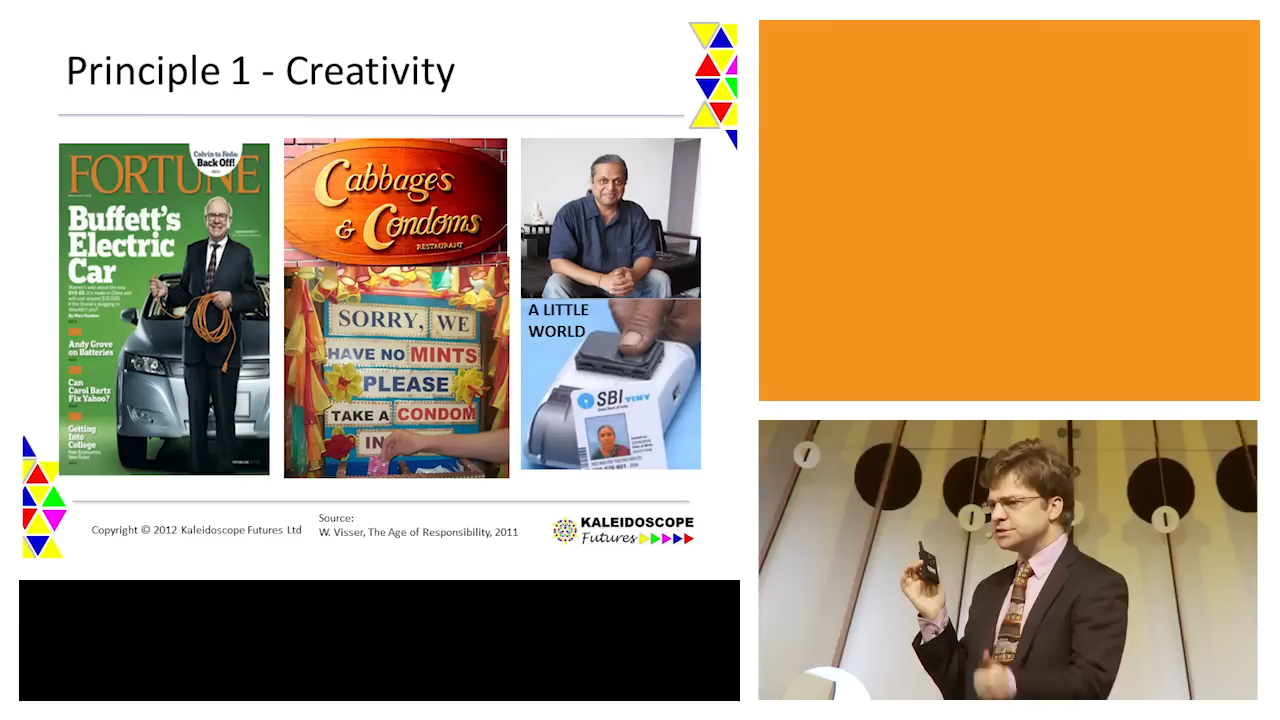 Principle 1 - Creativity
Colvin to Feds:
Back Off!
FORTUNE
Buffett's
Electric
Car
Andy Grove
on Batteries
Can
Carol Bartz
Fix Yahoo?
Getting
Into
College
Cabbages
& Condoms
RESTAURANT
SORRY, WE
HAVE NO MINTS
PLEASE
TAKE A CONDOM
IN
A LITTLE
WORLD
SBI TINY
Copyright © 2012 Kaleidoscope Futures Ltd
Source:
W. Visser, The Age of Responsibility, 2011
KALEIDOSCOPE
Futures